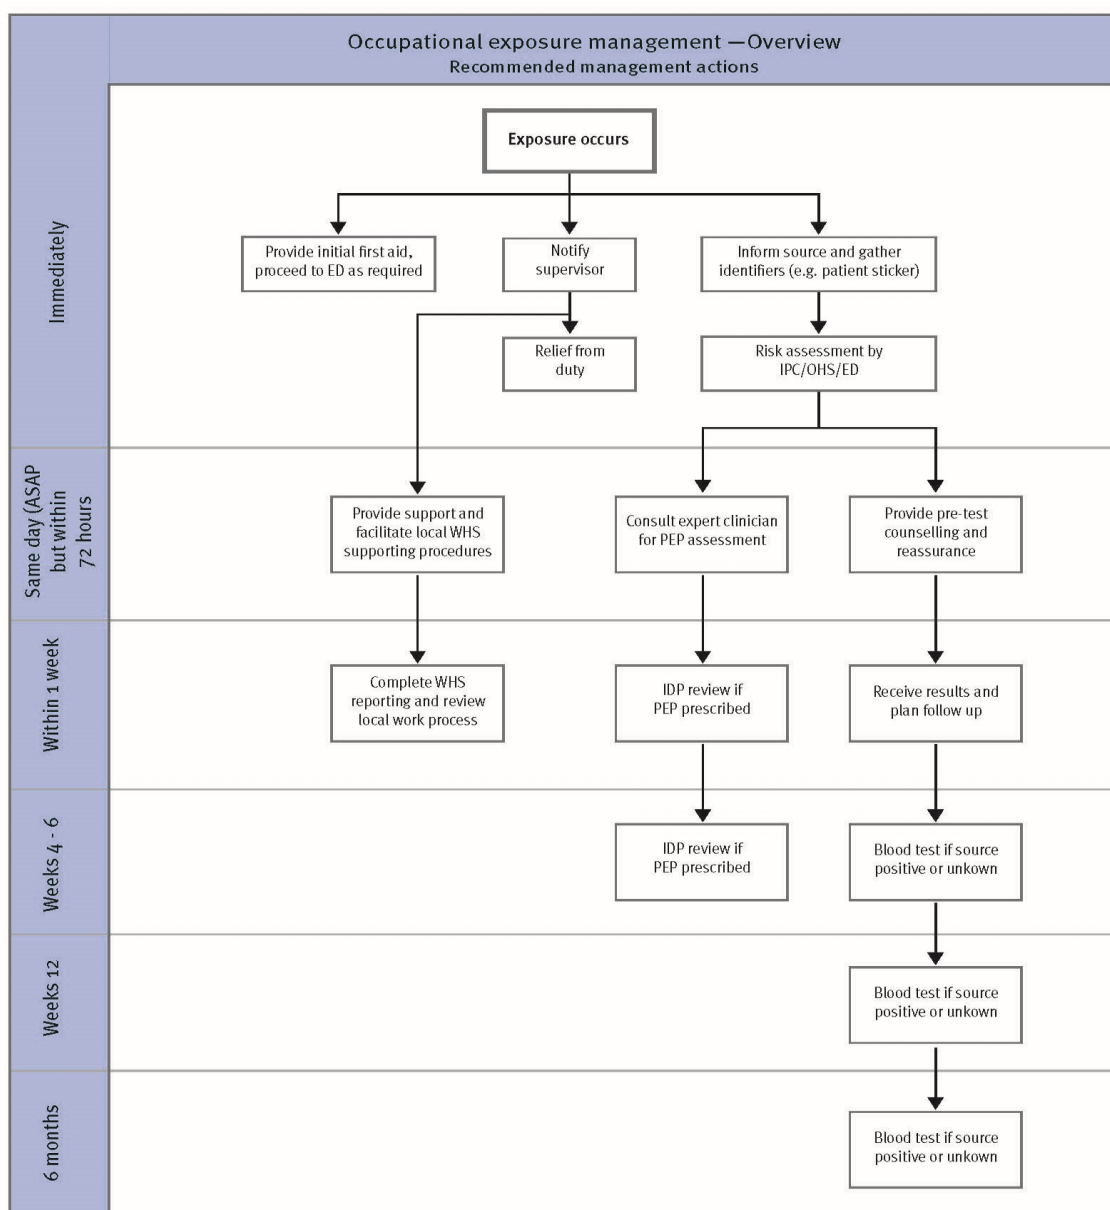 Occupational exposure management —Overview
Recommended management actions
Immediately
Exposure occurs
Provide initial first aid,
proceed to ED as required
Notify
supervisor
Inform source and gather
identifiers (e.g. patient sticker)
Relief from
duty
Risk assessment by
IPC/OHS/ED
Same day (ASAP
but within
72 hours
Provide support and
facilitate local WHS
supporting procedures
Consult expert clinician
for PEP assessment
Provide pre-test
counselling and
reassurance
Within 1 week
Complete WHS
reporting and review
local work process
IDP review if
PEP prescribed
Receive results and
plan follow up
Weeks 4 - 6
IDP review if
PEP prescribed
Blood test if source
positive or unkown
Weeks 12
Blood test if source
positive or unkown
6 months
Blood test if source
positive or unkown